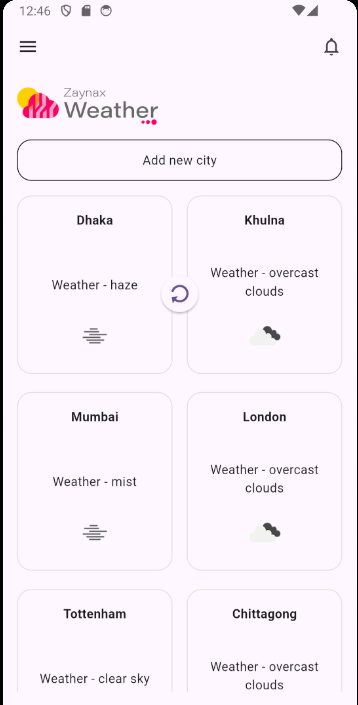 12:46
Zaynax
Weather
Add new city
Dhaka
Khulna
Weather - haze
Weather - overcast
clouds
Mumbai
London
Weather - mist
Weather - overcast
clouds
Tottenham
Chittagong
Weather - clear sky
Weather - overcast
clouds